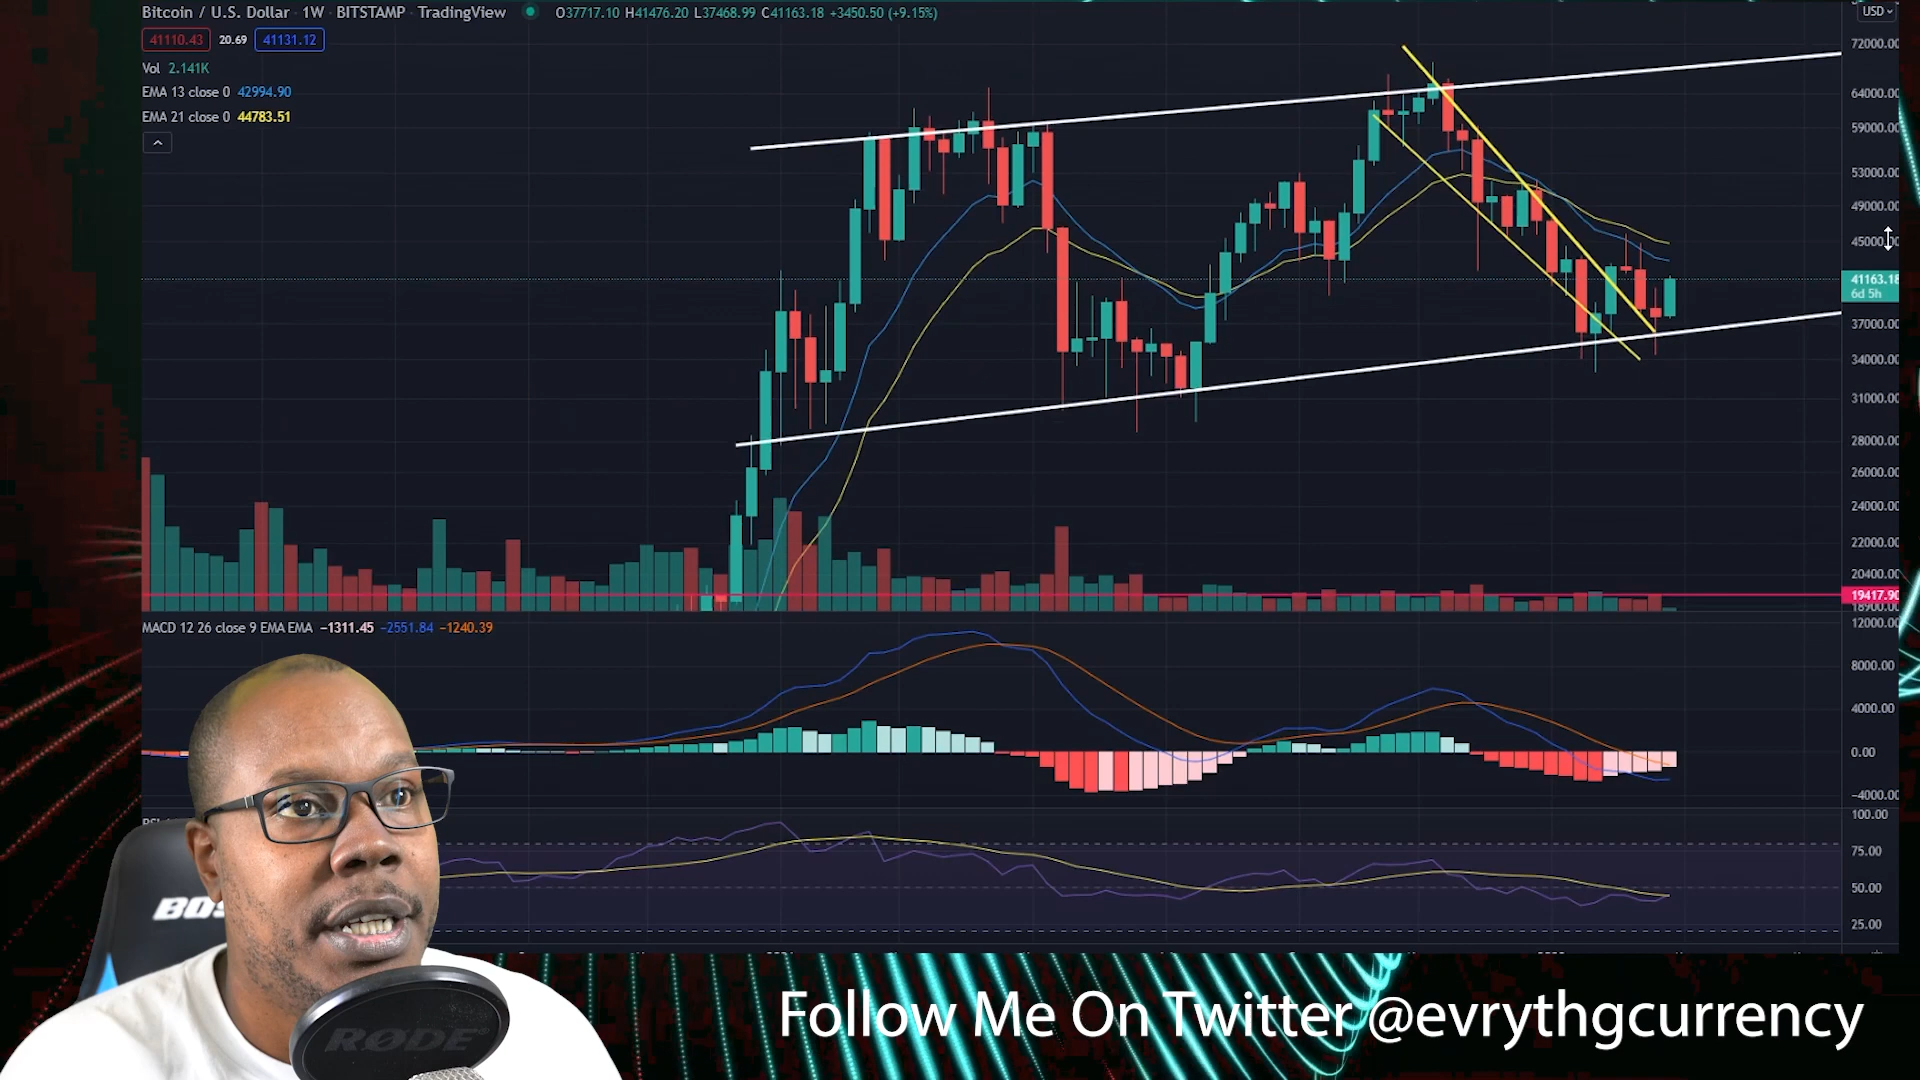 Bitcoin / U.S. Dollar · 1W · BITSTAMP · TradingView O37717.10 H41476.20 L37468.99 C41163.18 +3450.50 (+9.15%)
USD
41110.43 20.69 41131.12
Vol 2.141K
EMA 13 close 0 42994.90
EMA 21 close 0 44783.51
72000.00
64000.00
59000.00
53000.00
49000.00
45000.00
41163.18
6d 5h
37000.00
34000.00
31000.00
28000.00
26000.00
24000.00
22000.00
20400.00
19417.90
18900.00
MACD 12 26 close 9 EMA EMA −1311.45 −2551.84 −1240.39
12000.00
8000.00
4000.00
0.00
−4000.00
100.00
75.00
50.00
25.00
RØDE
Follow Me On Twitter @evrythgcurrency